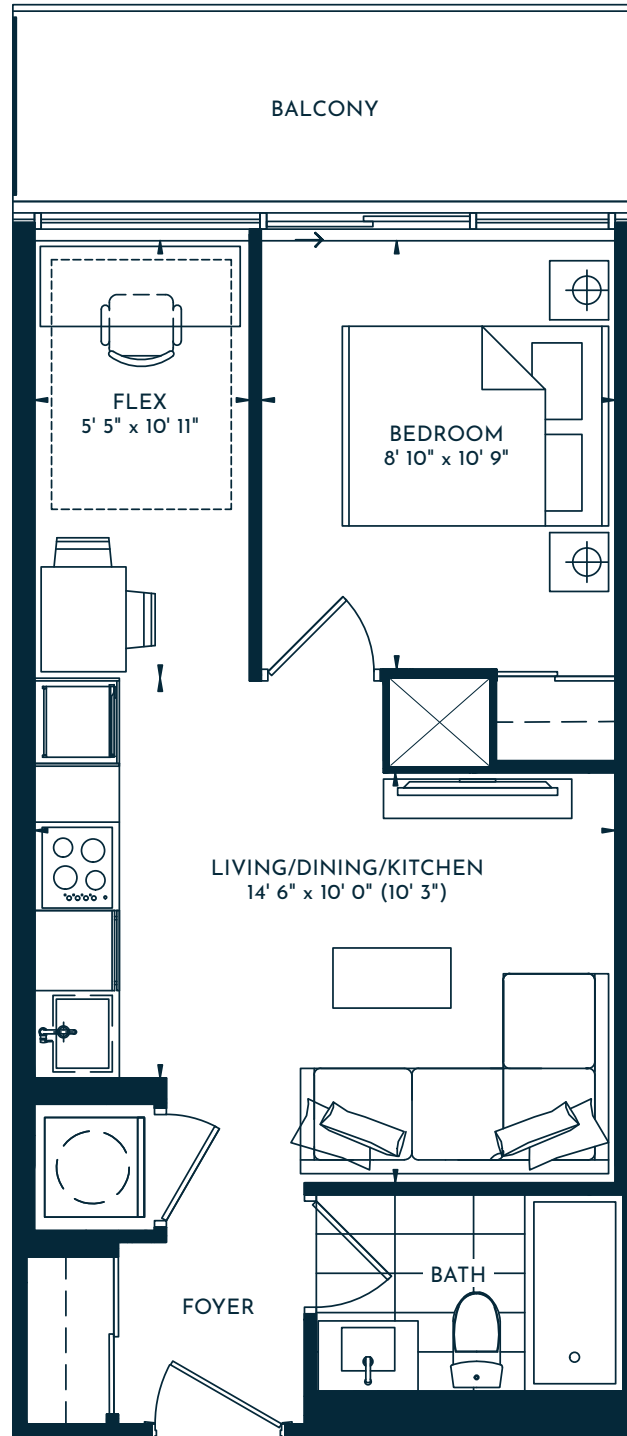 BALCONY
FLEX
5' 5" x 10' 11"
BEDROOM
8' 10" x 10' 9"
LIVING/DINING/KITCHEN
14' 6" x 10' 0" (10' 3")
BATH
FOYER